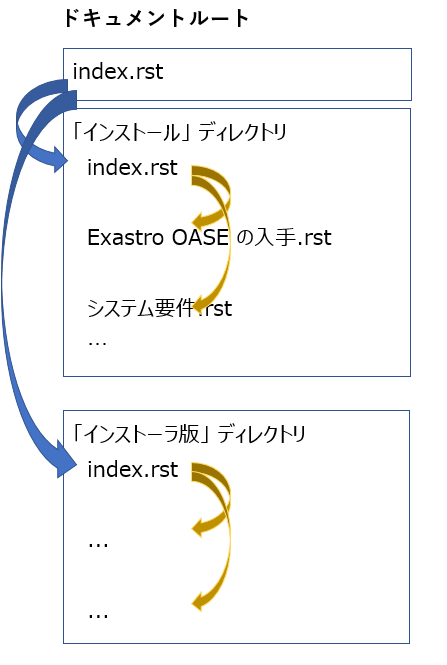 ドキュメントルート
index.rst
「インストール」ディレクトリ
index.rst
Exastro OASE の入手.rst
システム要件.rst
…
「インストーラ版」ディレクトリ
index.rst
…
…